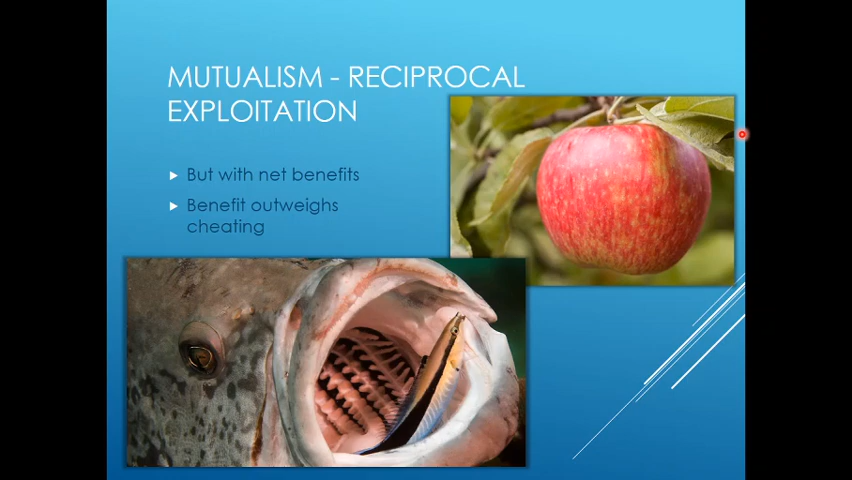 MUTUALISM - RECIPROCAL
EXPLOITATION
But with net benefits
Benefit outweighs
cheating